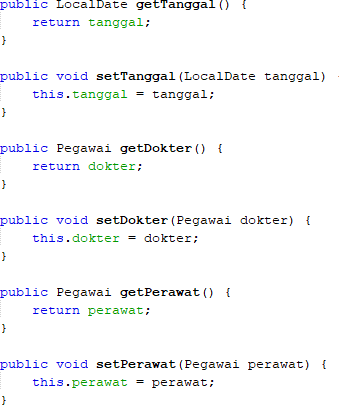 public LocalDate getTanggal() {
return tanggal;
}
public void setTanggal(LocalDate tanggal) {
this.tanggal = tanggal;
}
public Pegawai getDokter() {
return dokter;
}
public void setDokter(Pegawai dokter) {
this.dokter = dokter;
}
public Pegawai getPerawat() {
return perawat;
}
public void setPerawat(Pegawai perawat) {
this.perawat = perawat;
}